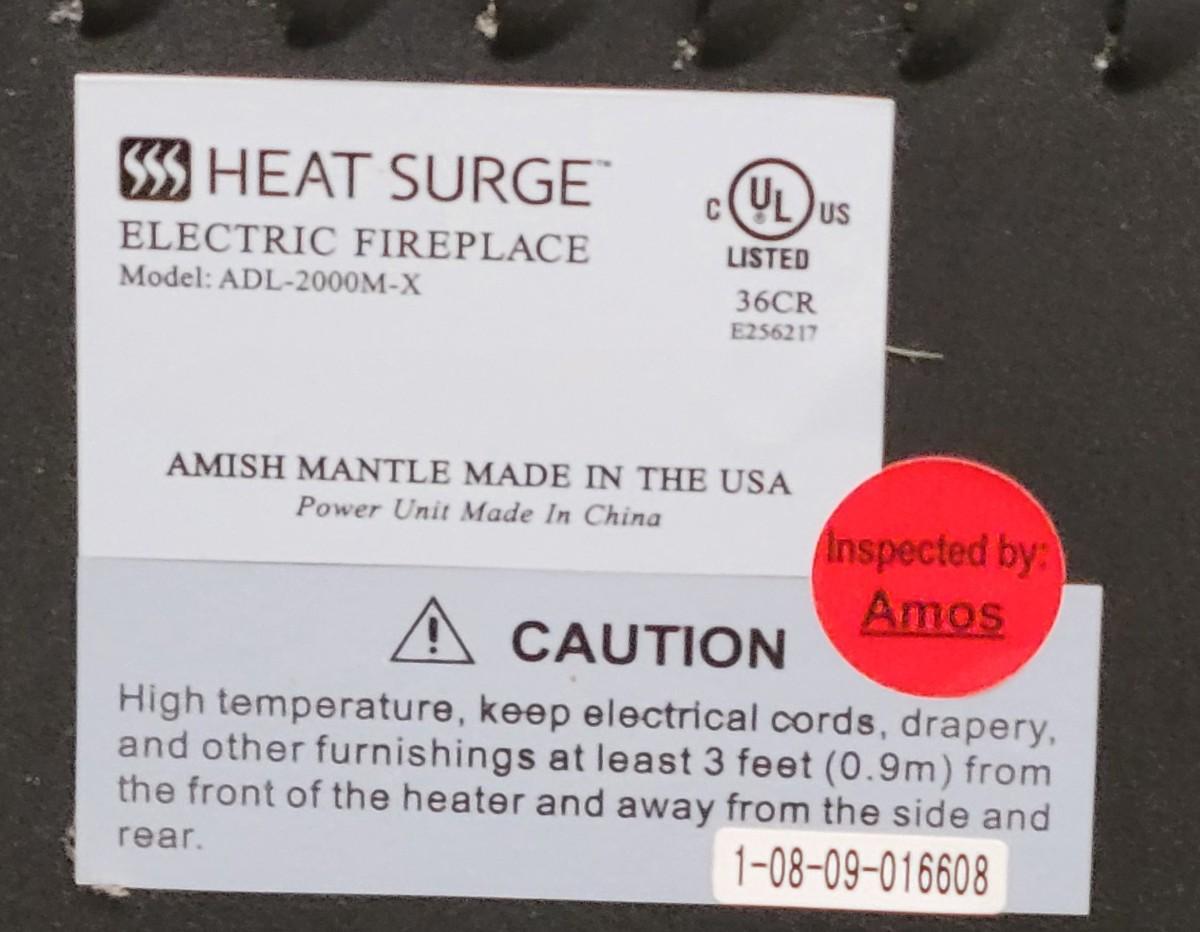 HEAT SURGE™
ELECTRIC FIREPLACE
Model: ADL-2000M-X
C UL® US
LISTED
36CR
E256217
AMISH MANTLE MADE IN THE USA
Power Unit Made In China
Inspected by:
Amos
! CAUTION
High temperature, keep electrical cords, drapery,
and other furnishings at least 3 feet (0.9m) from
the front of the heater and away from the side and
rear.
1-08-09-016608